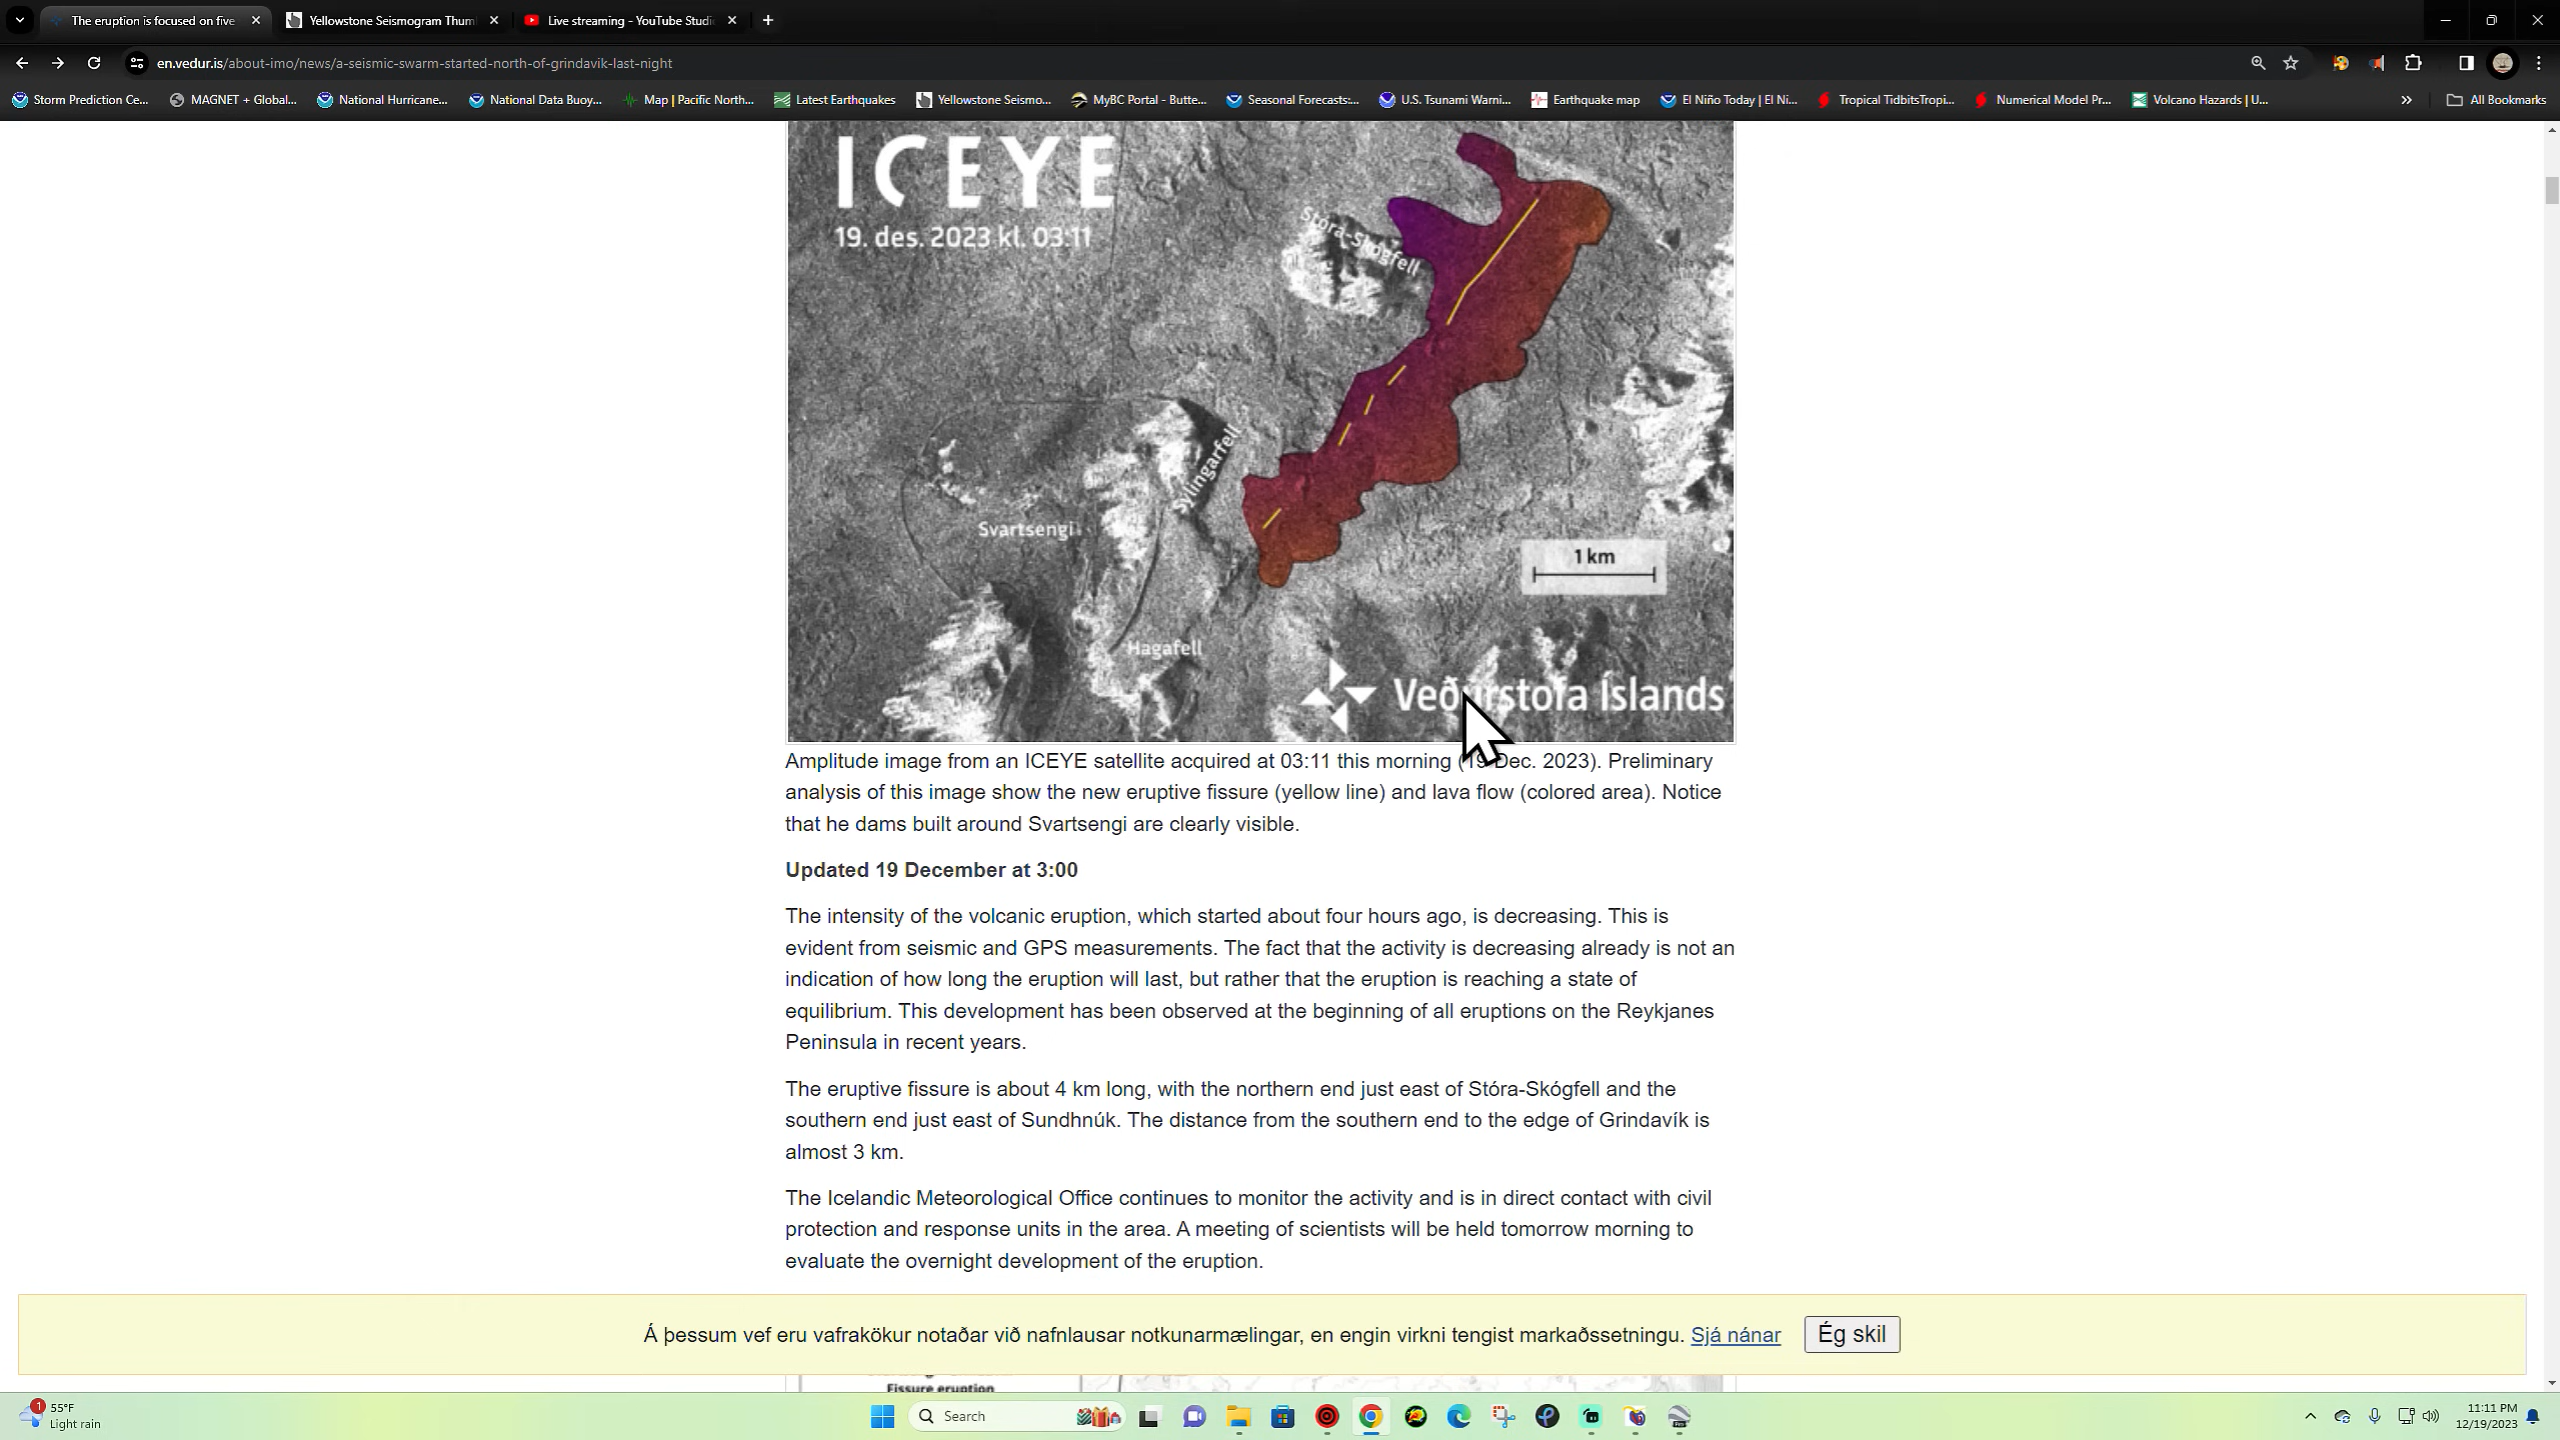 The eruption is focused on five
Yellowstone Seismogram Thum
Live streaming - YouTube Studi
en.vedur.is/about-imo/news/a-seismic-swarm-started-north-of-grindavik-last-night
Storm Prediction Ce...
MAGNET + Global...
National Hurricane...
National Data Buoy...
Map | Pacific North...
Latest Earthquakes
Yellowstone Seismo...
MyBC Portal - Butte...
Seasonal Forecasts:...
U.S. Tsunami Warni...
Earthquake map
El Niño Today | El Ni...
Tropical TidbitsTropi...
Numerical Model Pr...
Volcano Hazards | U...
All Bookmarks
ICEYE
19. des. 2023 kl. 03:11
Stóra-Skógfell
Sýlingarfell
Svartsengi
1 km
Hagafell
Veðurstofa Íslands
Amplitude image from an ICEYE satellite acquired at 03:11 this morning (19 Dec. 2023). Preliminary
analysis of this image show the new eruptive fissure (yellow line) and lava flow (colored area). Notice
that he dams built around Svartsengi are clearly visible.
Updated 19 December at 3:00
The intensity of the volcanic eruption, which started about four hours ago, is decreasing. This is
evident from seismic and GPS measurements. The fact that the activity is decreasing already is not an
indication of how long the eruption will last, but rather that the eruption is reaching a state of
equilibrium. This development has been observed at the beginning of all eruptions on the Reykjanes
Peninsula in recent years.
The eruptive fissure is about 4 km long, with the northern end just east of Stóra-Skógfell and the
southern end just east of Sundhnúk. The distance from the southern end to the edge of Grindavík is
almost 3 km.
The Icelandic Meteorological Office continues to monitor the activity and is in direct contact with civil
protection and response units in the area. A meeting of scientists will be held tomorrow morning to
evaluate the overnight development of the eruption.
Á þessum vef eru vafrakökur notaðar við nafnlausar notkunarmælingar, en engin virkni tengist markaðssetningu. Sjá nánar
Ég skil
Fissure eruption
1
55°F
Light rain
Search
11:11 PM
12/19/2023